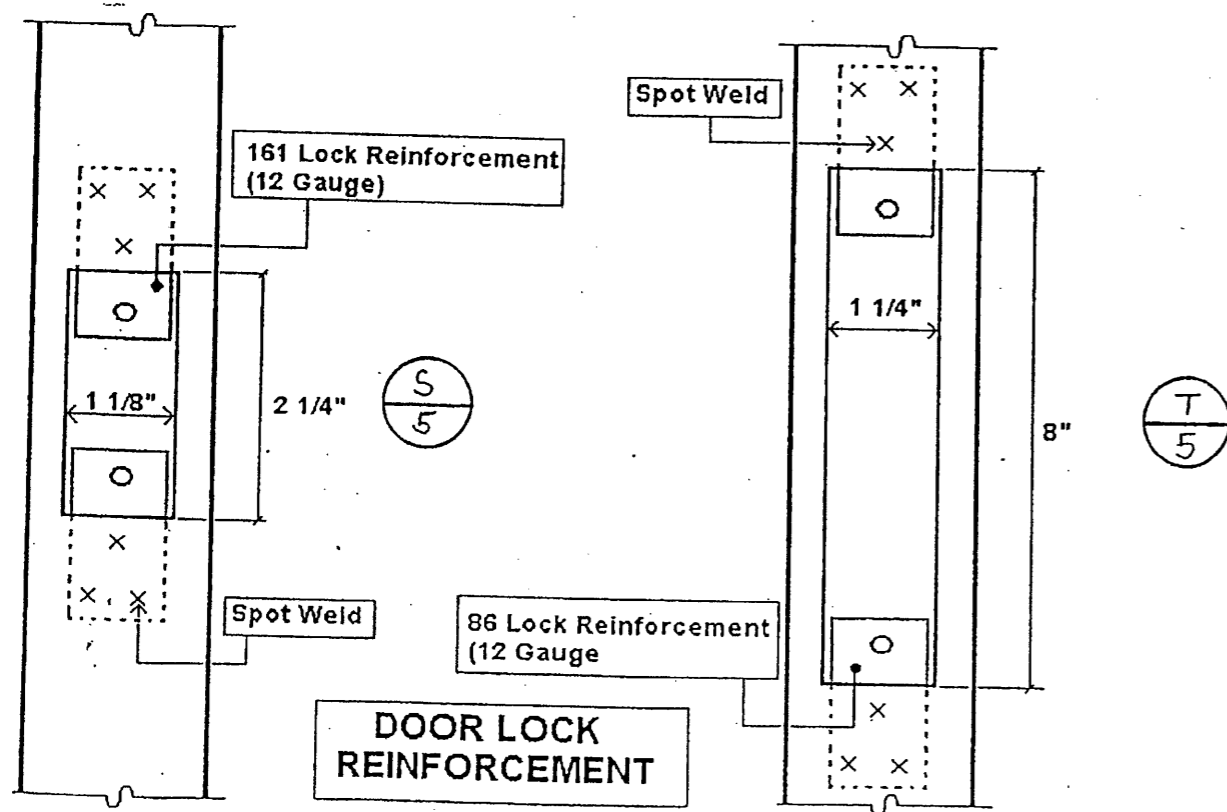 Spot Weld
161 Lock Reinforcement
(12 Gauge)
1 1/8"
2 1/4"
S
5
1 1/4"
8"
T
5
Spot Weld
86 Lock Reinforcement
(12 Gauge
DOOR LOCK
REINFORCEMENT